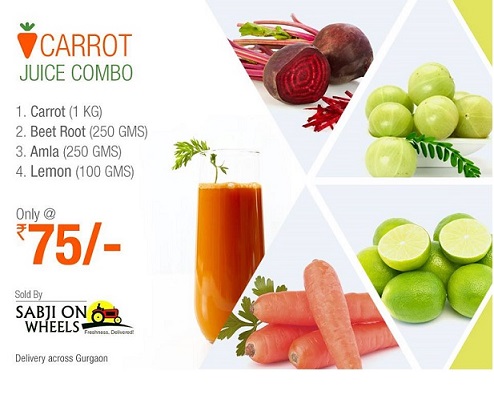 CARROT
JUICE COMBO
1. Carrot (1 KG)
2. Beet Root (250 GMS)
3. Amla (250 GMS)
4. Lemon (100 GMS)
Only @
₹75/-
Sold By
SABJI ON
WHEELS
Freshness, Delivered!
Delivery across Gurgaon